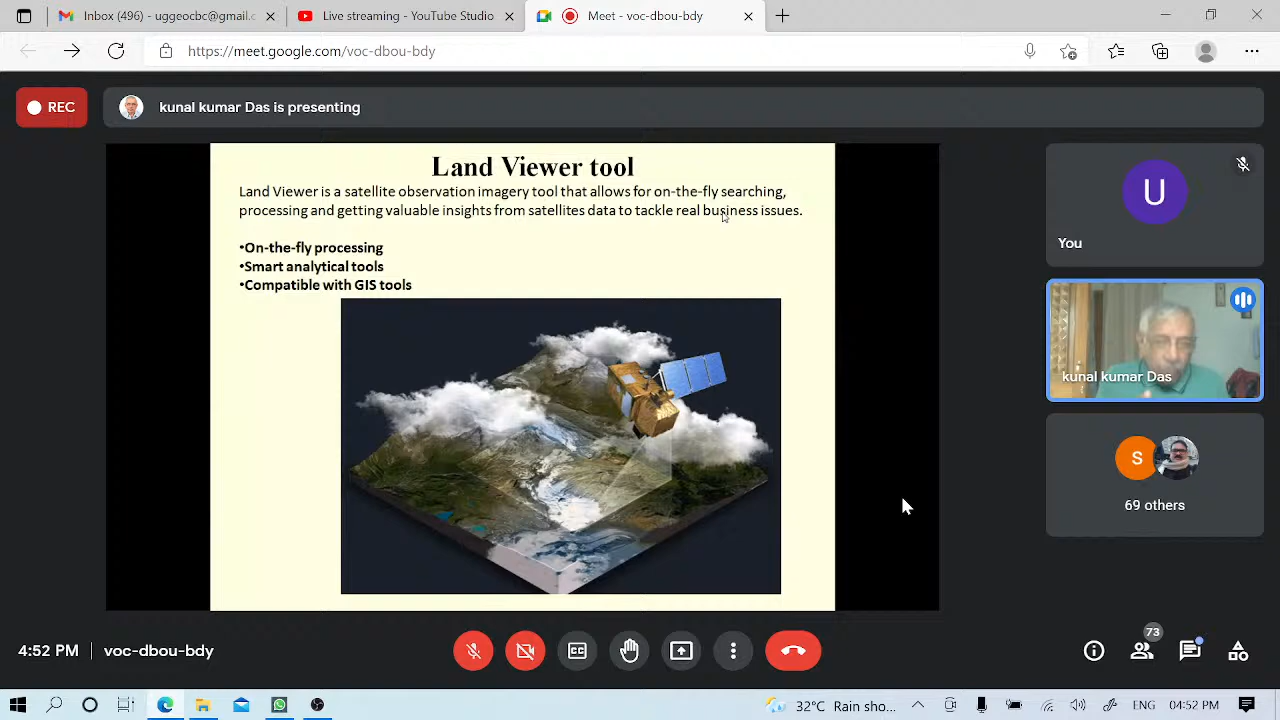 Inbox (496) - uggeocb@gmail.c
Live streaming - YouTube Studio
Meet - voc-dbou-bdy
https://meet.google.com/voc-dbou-bdy
REC
kunal kumar Das is presenting
Land Viewer tool
Land Viewer is a satellite observation imagery tool that allows for on-the-fly searching,
processing and getting valuable insights from satellites data to tackle real business issues.
•On-the-fly processing
•Smart analytical tools
•Compatible with GIS tools
U
You
kunal kumar Das
S
69 others
4:52 PM | voc-dbou-bdy
73
32°C Rain sho...
ENG
04:52 PM